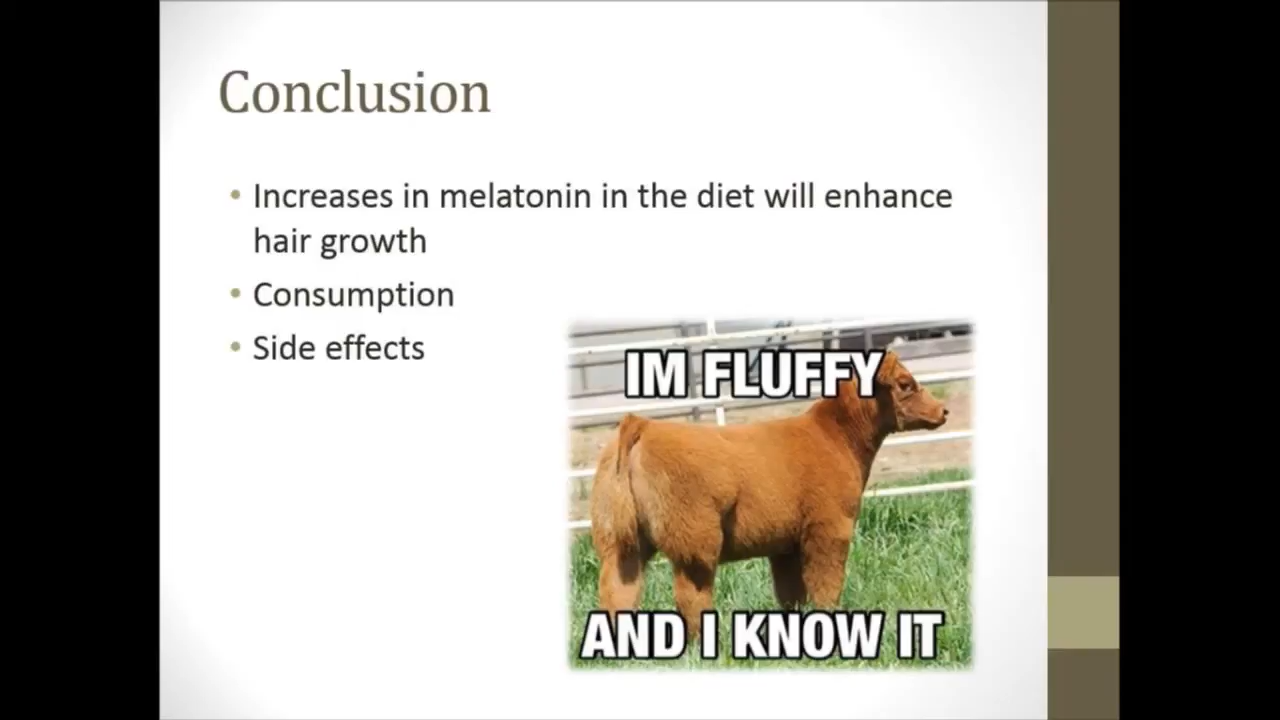 Conclusion
• Increases in melatonin in the diet will enhance
hair growth
• Consumption
• Side effects
IM FLUFFY
AND I KNOW IT